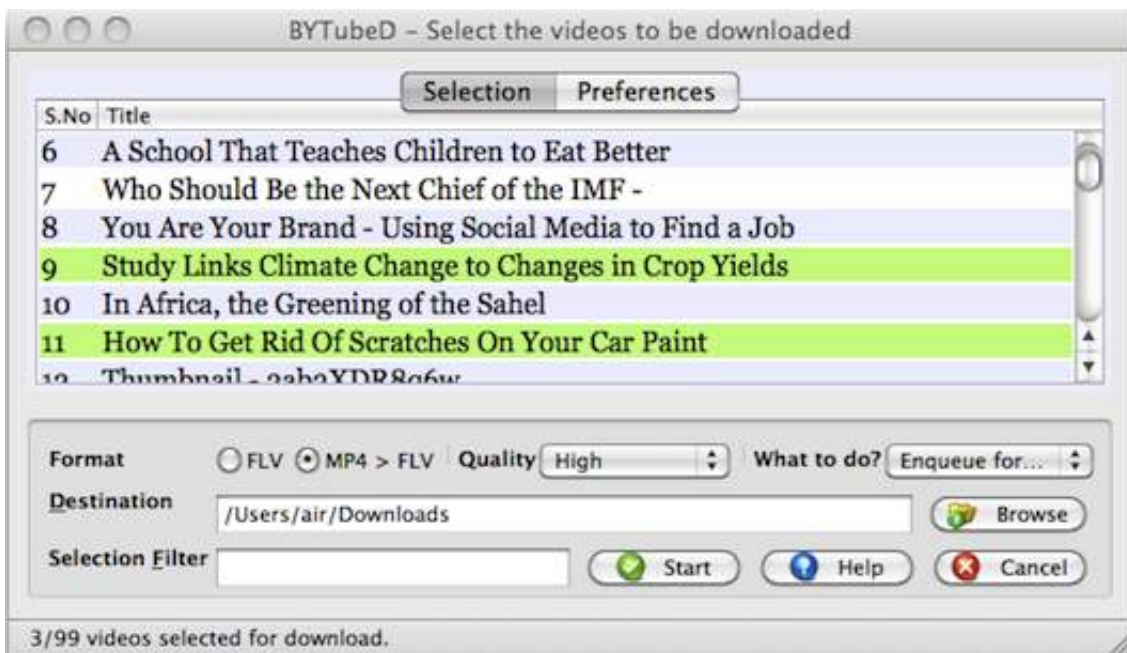 BYTubeD - Select the videos to be downloaded
Selection Preferences
S.No Title
6 A School That Teaches Children to Eat Better
7 Who Should Be the Next Chief of the IMF -
8 You Are Your Brand - Using Social Media to Find a Job
9 Study Links Climate Change to Changes in Crop Yields
10 In Africa, the Greening of the Sahel
11 How To Get Rid Of Scratches On Your Car Paint
12 Thumbnail -
Format FLV MP4 > FLV Quality High What to do? Enqueue for...
Destination /Users/air/Downloads Browse
Selection Filter Start Help Cancel
3/99 videos selected for download.